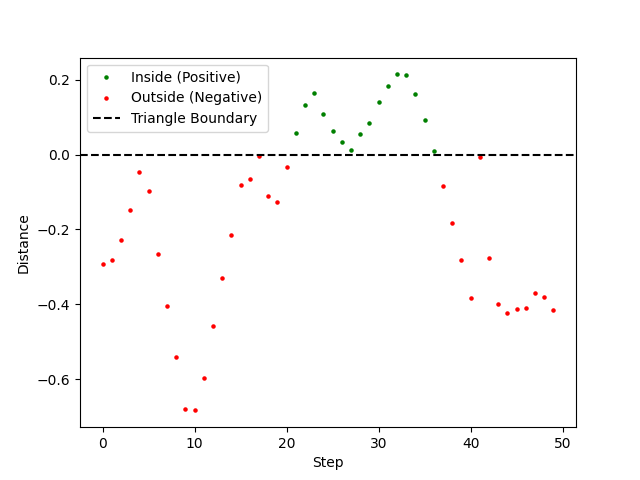 Inside (Positive)
Outside (Negative)
Triangle Boundary
0.2
0.0
−0.2
−0.4
−0.6
Distance
0 10 20 30 40 50
Step